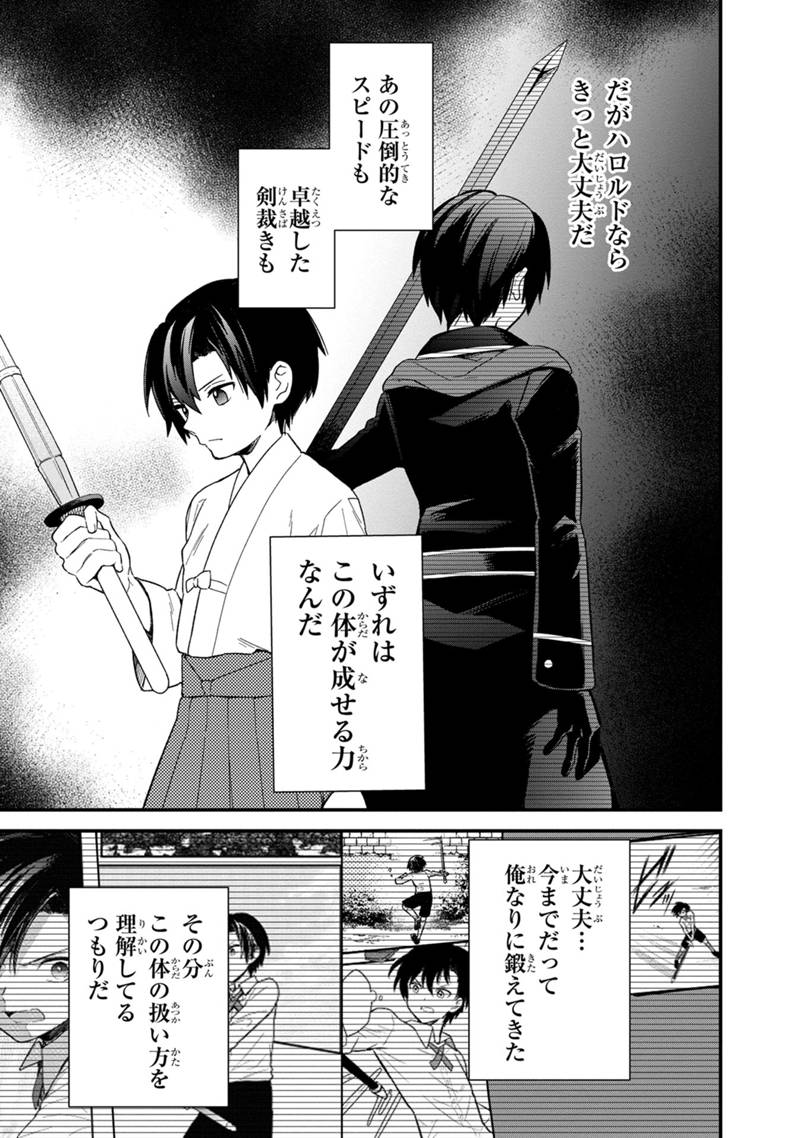 だがハロルドなら
きっと大丈夫だ
あの圧倒的な
スピードも
卓越した
剣裁きも
いずれは
この体が成せる力
なんだ
大丈夫…
今までだって
俺なりに鍛えてきた
その分
この体の扱い方を
理解してる
つもりだ